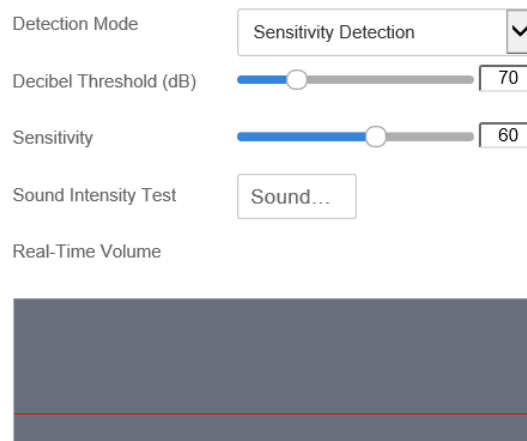 Detection Mode
Sensitivity Detection
Decibel Threshold (dB)
70
Sensitivity
60
Sound Intensity Test
Sound...
Real-Time Volume